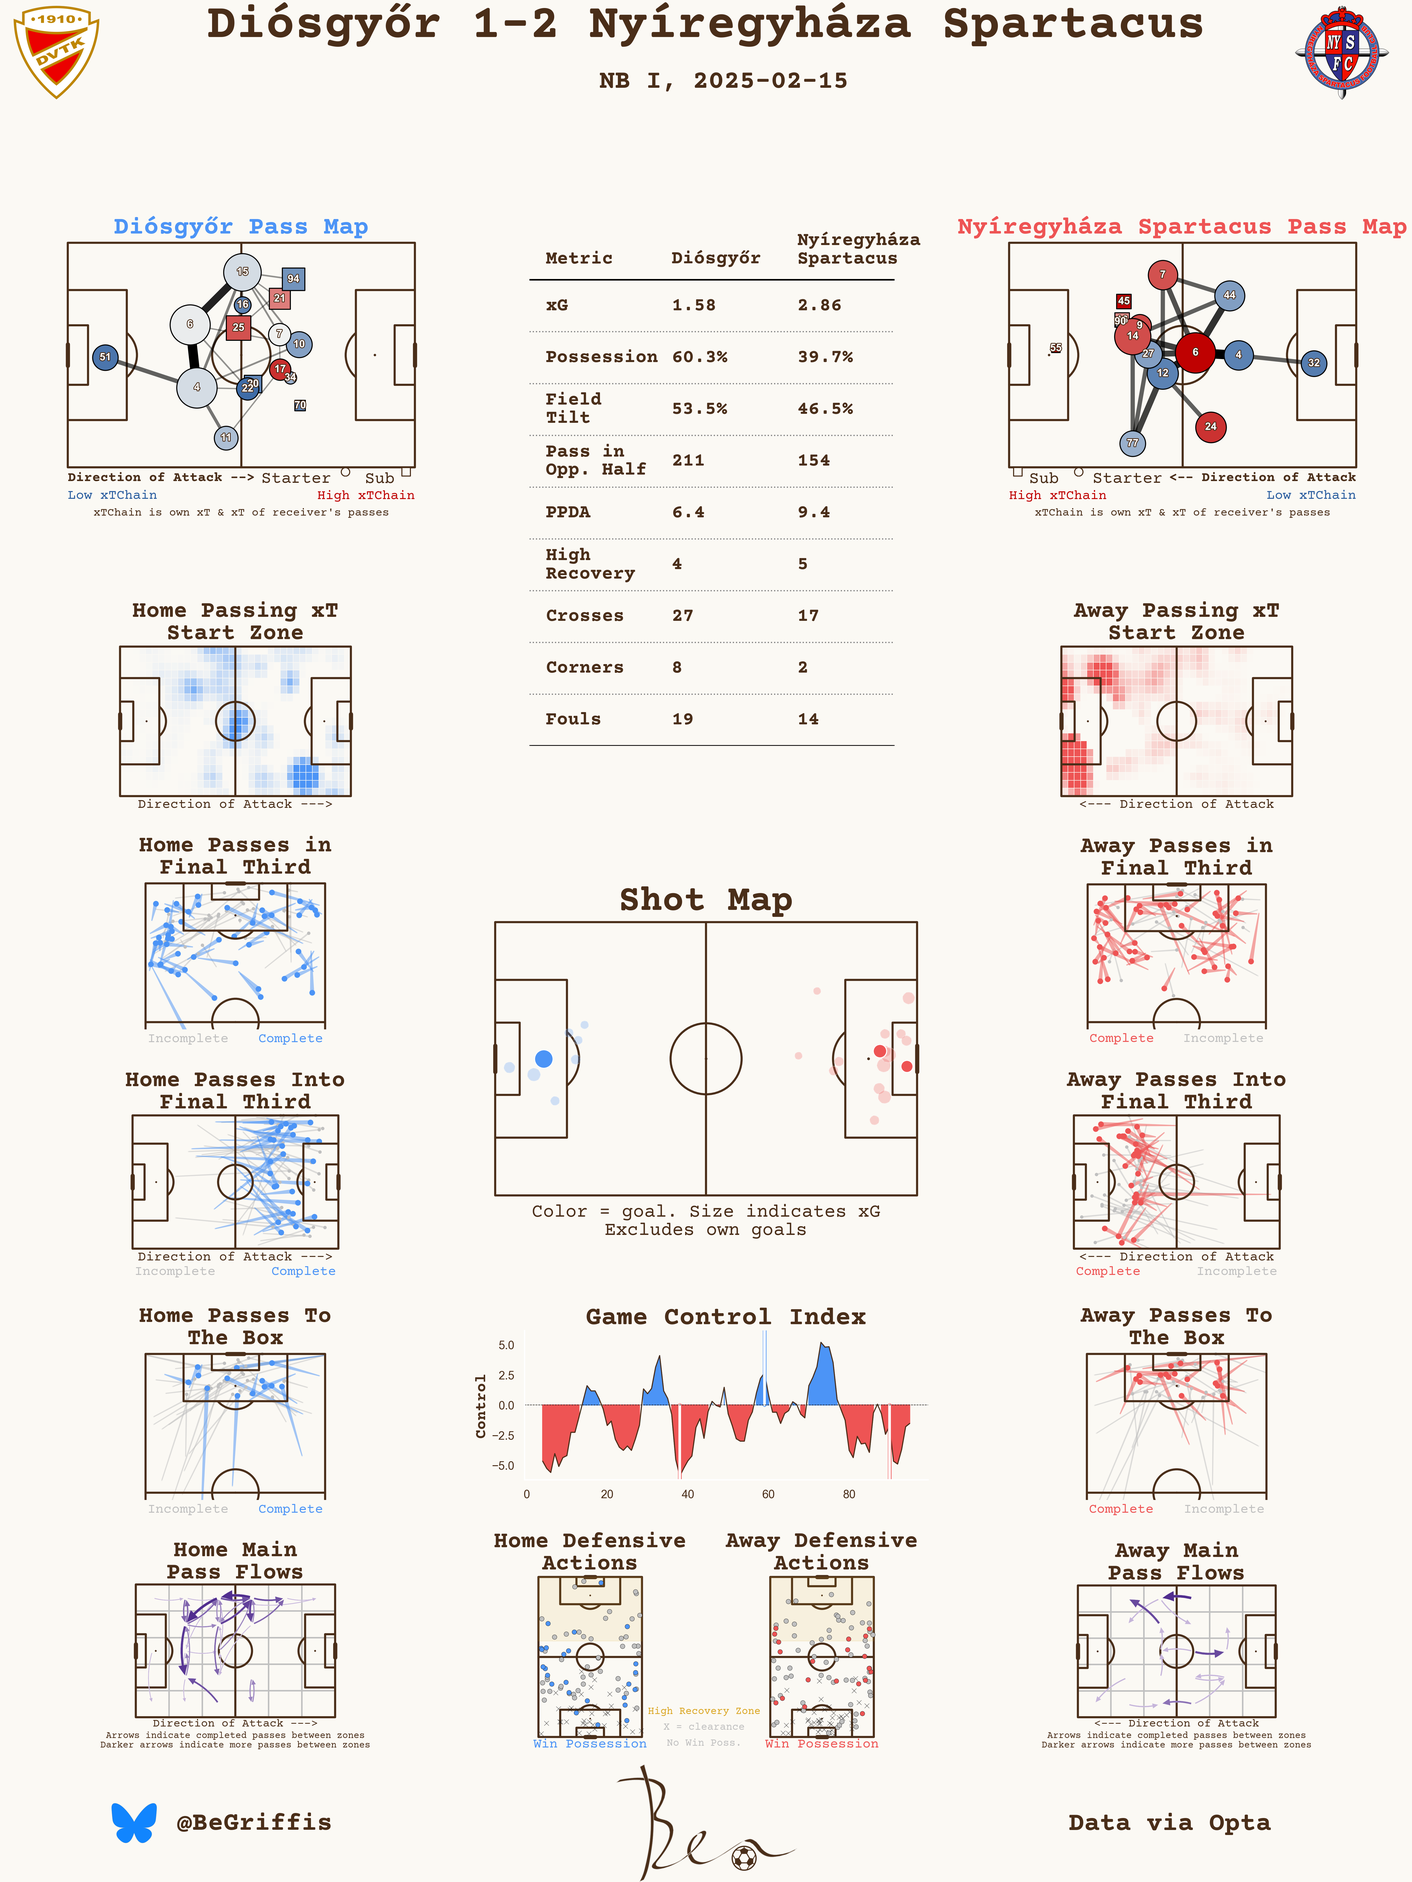 Diósgyőr 1-2 Nyíregyháza Spartacus
NB I, 2025-02-15
1910
DVTK
NY S
F C
Diósgyőr Pass Map
15
94
21
16
6
25
7
10
51
17
34
4
20
22
70
11
Direction of Attack --> Starter Sub
Low xTChain High xTChain
xTChain is own xT & xT of receiver's passes
Metric Diósgyőr Nyíregyháza
Spartacus
xG 1.58 2.86
Possession 60.3% 39.7%
Field
Tilt 53.5% 46.5%
Pass in
Opp. Half 211 154
PPDA 6.4 9.4
High
Recovery 4 5
Crosses 27 17
Corners 8 2
Fouls 19 14
Nyíregyháza Spartacus Pass Map
7
44
45
90
9
14
55
27
6
4
12
32
24
77
Sub Starter <-- Direction of Attack
High xTChain Low xTChain
xTChain is own xT & xT of receiver's passes
Home Passing xT
Start Zone
Direction of Attack --->
Away Passing xT
Start Zone
<--- Direction of Attack
Home Passes in
Final Third
Incomplete Complete
Away Passes in
Final Third
Complete Incomplete
Shot Map
Color = goal. Size indicates xG
Excludes own goals
Home Passes Into
Final Third
Direction of Attack --->
Incomplete Complete
Away Passes Into
Final Third
<--- Direction of Attack
Complete Incomplete
Home Passes To
The Box
Incomplete Complete
Game Control Index
Control
5.0
2.5
0.0
−2.5
−5.0
0 20 40 60 80
Away Passes To
The Box
Complete Incomplete
Home Main
Pass Flows
Direction of Attack --->
Arrows indicate completed passes between zones
Darker arrows indicate more passes between zones
Home Defensive
Actions
Win Possession
Away Defensive
Actions
Win Possession
High Recovery Zone
X = clearance
No Win Poss.
Away Main
Pass Flows
<--- Direction of Attack
Arrows indicate completed passes between zones
Darker arrows indicate more passes between zones
@BeGriffis
Data via Opta